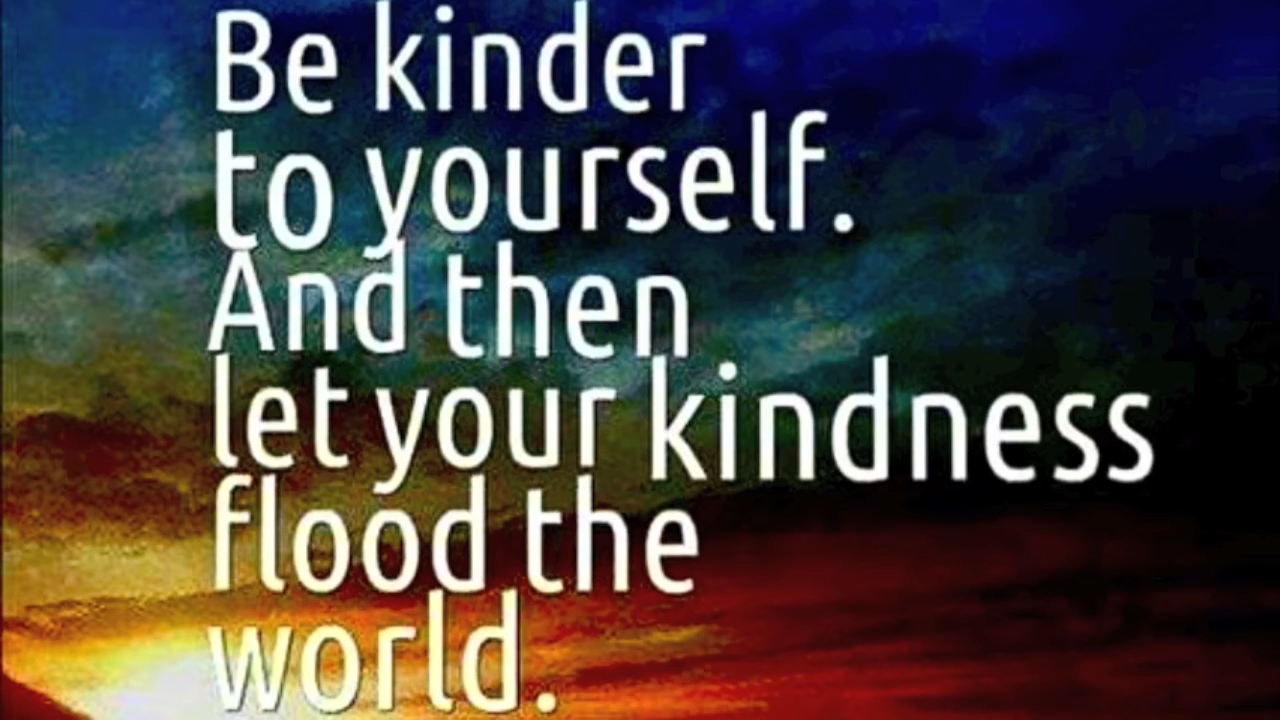 Be kinder
to yourself.
And then
let your kindness
flood the
world.